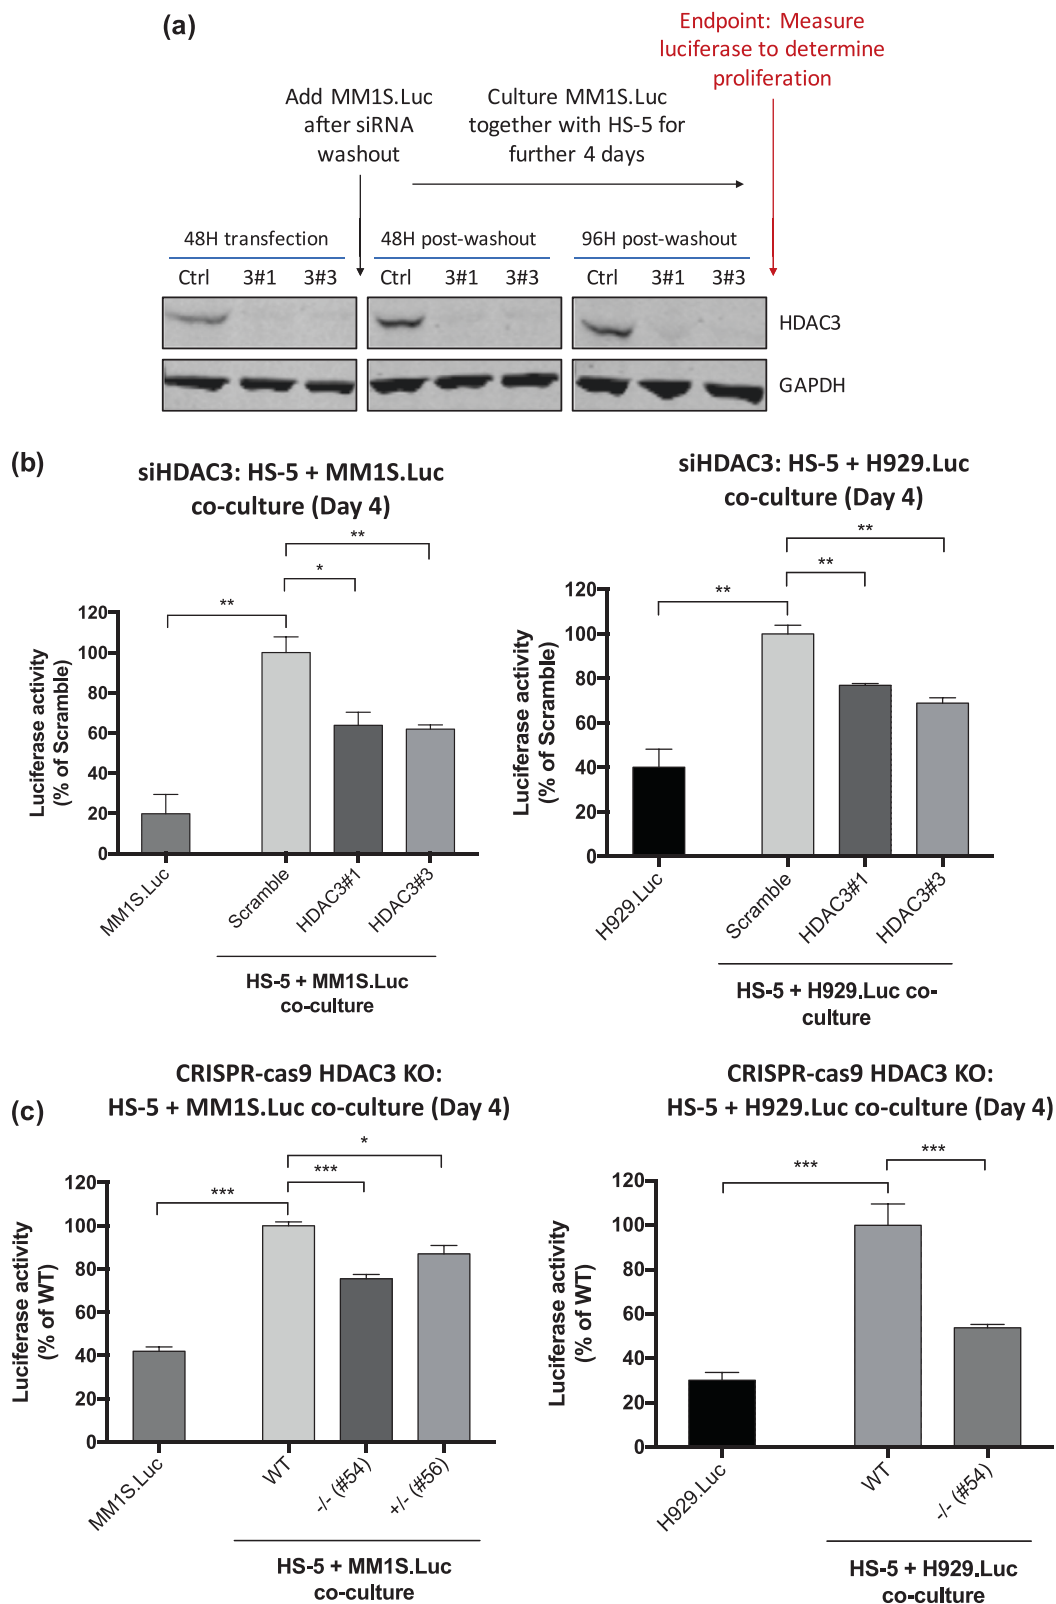 (a)
Endpoint: Measure
luciferase to determine
proliferation
Add MM1S.Luc
after siRNA
washout
Culture MM1S.Luc
together with HS-5 for
further 4 days
48H transfection
48H post-washout
96H post-washout
Ctrl 3#1 3#3
Ctrl 3#1 3#3
Ctrl 3#1 3#3
HDAC3
GAPDH
(b)
siHDAC3: HS-5 + MM1S.Luc
co-culture (Day 4)
**
*
**
Luciferase activity
(% of Scramble)
120
100
80
60
40
20
0
MM1S.Luc
Scramble
HDAC3#1
HDAC3#3
HS-5 + MM1S.Luc
co-culture
siHDAC3: HS-5 + H929.Luc
co-culture (Day 4)
**
**
**
Luciferase activity
(% of Scramble)
120
100
80
60
40
20
0
H929.Luc
Scramble
HDAC3#1
HDAC3#3
HS-5 + H929.Luc co-
culture
(c)
CRISPR-cas9 HDAC3 KO:
HS-5 + MM1S.Luc co-culture (Day 4)
*
***
***
Luciferase activity
(% of WT)
120
100
80
60
40
20
0
MM1S.Luc
WT
-/- (#54)
+/- (#56)
HS-5 + MM1S.Luc
co-culture
CRISPR-cas9 HDAC3 KO:
HS-5 + H929.Luc co-culture (Day 4)
***
***
Luciferase activity
(% of WT)
120
100
80
60
40
20
0
H929.Luc
WT
-/- (#54)
HS-5 + H929.Luc
co-culture